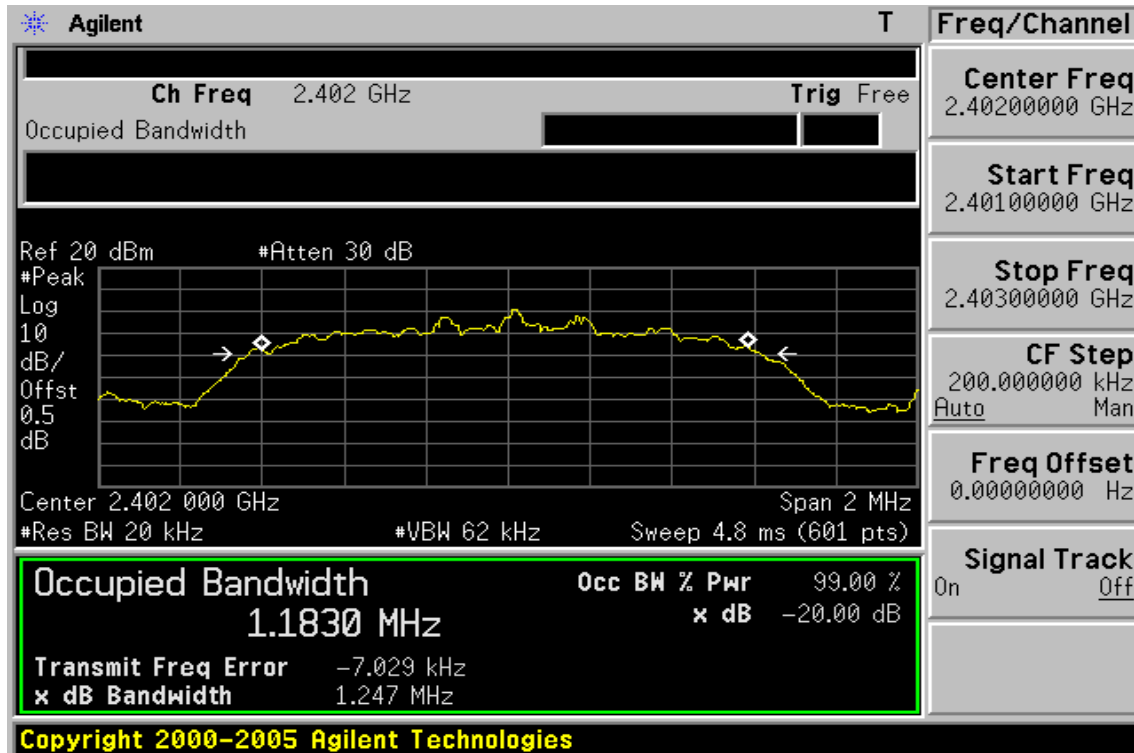 Agilent T
Ch Freq 2.402 GHz Trig Free
Occupied Bandwidth
Ref 20 dBm #Atten 30 dB
#Peak
Log
10
dB/
Offst
0.5
dB
Center 2.402 000 GHz Span 2 MHz
#Res BW 20 kHz #VBW 62 kHz Sweep 4.8 ms (601 pts)
Occupied Bandwidth Occ BW % Pwr 99.00 %
1.1830 MHz x dB -20.00 dB
Transmit Freq Error -7.029 kHz
x dB Bandwidth 1.247 MHz
Copyright 2000-2005 Agilent Technologies
Freq/Channel
Center Freq
2.40200000 GHz
Start Freq
2.40100000 GHz
Stop Freq
2.40300000 GHz
CF Step
200.000000 kHz
Auto Man
Freq Offset
0.00000000 Hz
Signal Track
On Off